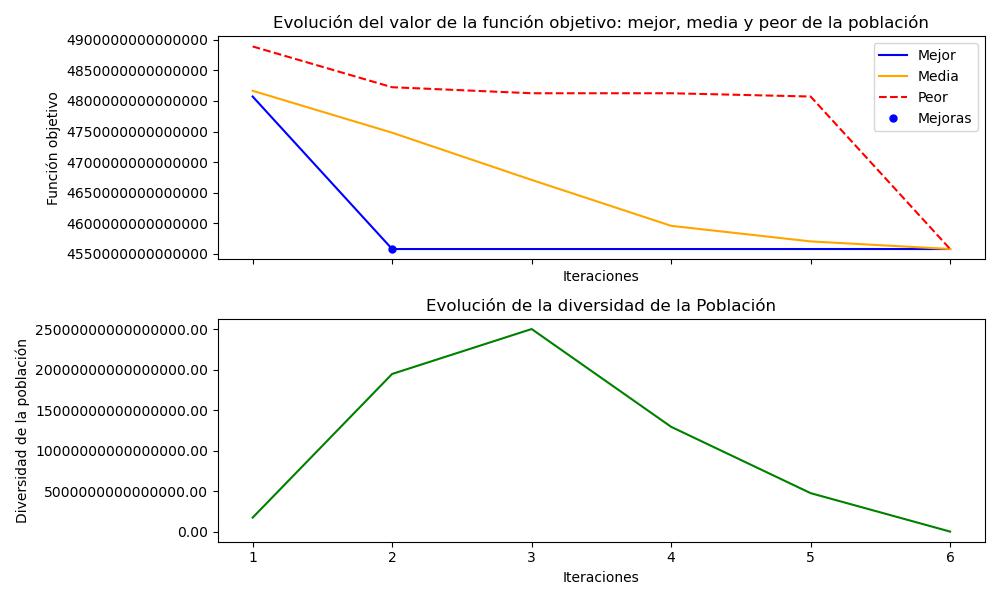 Evolución del valor de la función objetivo: mejor, media y peor de la población
4900000000000000
4850000000000000
4800000000000000
4750000000000000
4700000000000000
4650000000000000
4600000000000000
4550000000000000
Función objetivo
Mejor
Media
Peor
Mejoras
Iteraciones
Evolución de la diversidad de la Población
25000000000000000.00
20000000000000000.00
15000000000000000.00
10000000000000000.00
5000000000000000.00
0.00
Diversidad de la población
1 2 3 4 5 6
Iteraciones